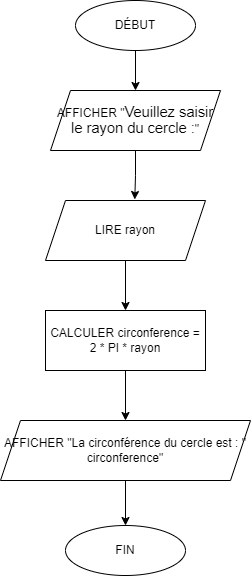 DÉBUT
AFFICHER "Veuillez saisir
le rayon du cercle :"
LIRE rayon
CALCULER circonference =
2 * PI * rayon
AFFICHER "La circonférence du cercle est : "
circonference"
FIN